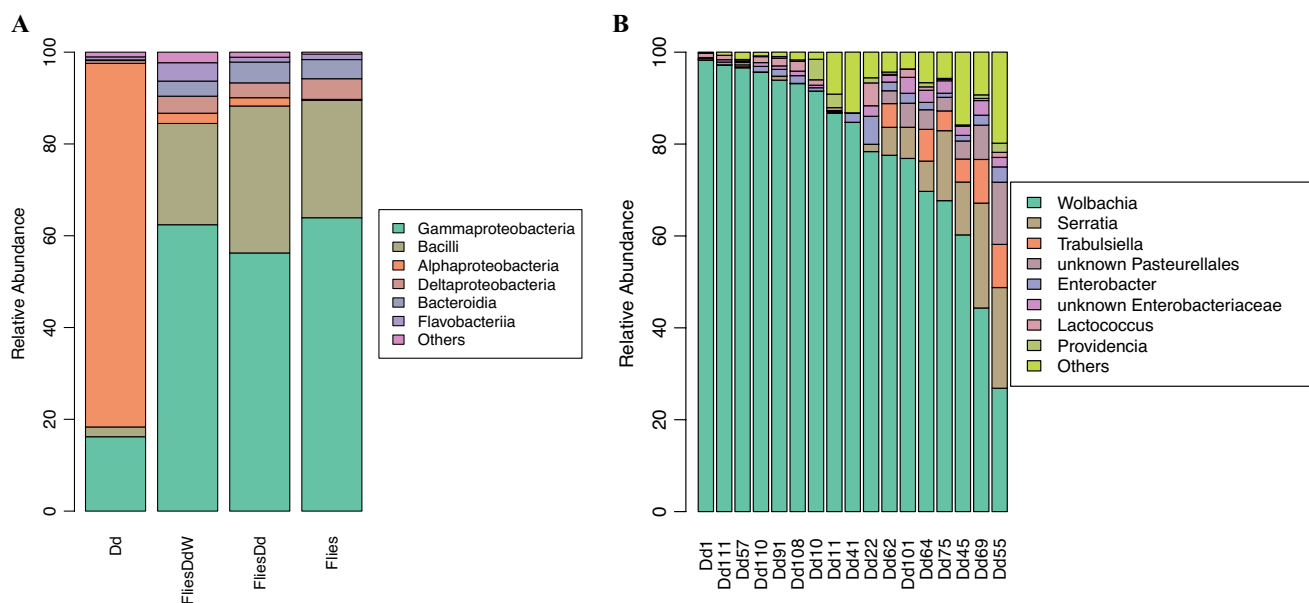 A
Relative Abundance
100
80
60
40
20
0
Dd
FliesDdW
FliesDd
Flies
Gammaproteobacteria
Bacilli
Alphaproteobacteria
Deltaproteobacteria
Bacteroidia
Flavobacteriia
Others
B
Relative Abundance
100
80
60
40
20
0
Dd1
Dd111
Dd57
Dd110
Dd91
Dd108
Dd10
Dd11
Dd41
Dd22
Dd62
Dd101
Dd64
Dd75
Dd45
Dd69
Dd55
Wolbachia
Serratia
Trabulsiella
unknown Pasteurellales
Enterobacter
unknown Enterobacteriaceae
Lactococcus
Providencia
Others